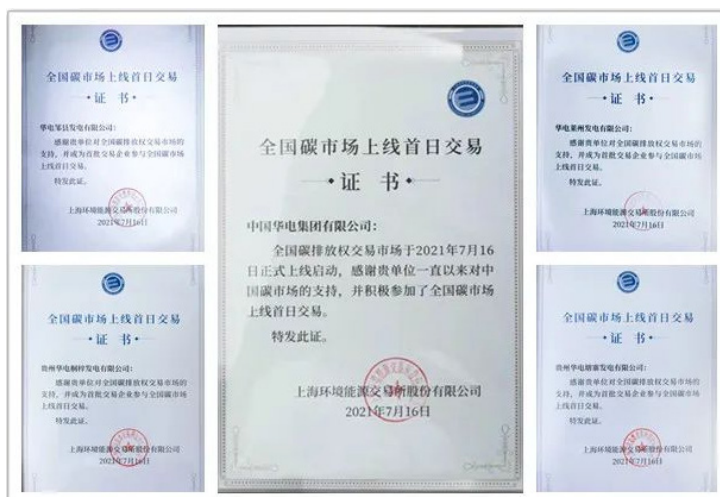 全国碳市场上线首日交易
证 书
华电邹县发电有限公司：
感谢贵单位对全国碳排放权交易市场的
支持，并成为首批交易企业参与全国碳市场
上线首日交易。
特发此证。
上海环境能源交易所股份有限公司
2021年7月16日
全国碳市场上线首日交易
证 书
贵州华电桐梓发电有限公司：
感谢贵单位对全国碳排放权交易市场的
支持，并成为首批交易企业参与全国碳市场
上线首日交易。
特发此证。
上海环境能源交易所股份有限公司
2021年7月16日
全国碳市场上线首日交易
证 书
中国华电集团有限公司：
全国碳排放权交易市场于2021年7月16
日正式上线启动，感谢贵单位一直以来对中
国碳市场的支持，并积极参加了全国碳市场
上线首日交易。
特发此证。
上海环境能源交易所股份有限公司
2021年7月16日
全国碳市场上线首日交易
证 书
华电莱州发电有限公司：
感谢贵单位对全国碳排放权交易市场的
支持，并成为首批交易企业参与全国碳市场
上线首日交易。
特发此证。
上海环境能源交易所股份有限公司
2021年7月16日
全国碳市场上线首日交易
证 书
贵州华电塘寨发电有限公司：
感谢贵单位对全国碳排放权交易市场的
支持，并成为首批交易企业参与全国碳市场
上线首日交易。
特发此证。
上海环境能源交易所股份有限公司
2021年7月16日